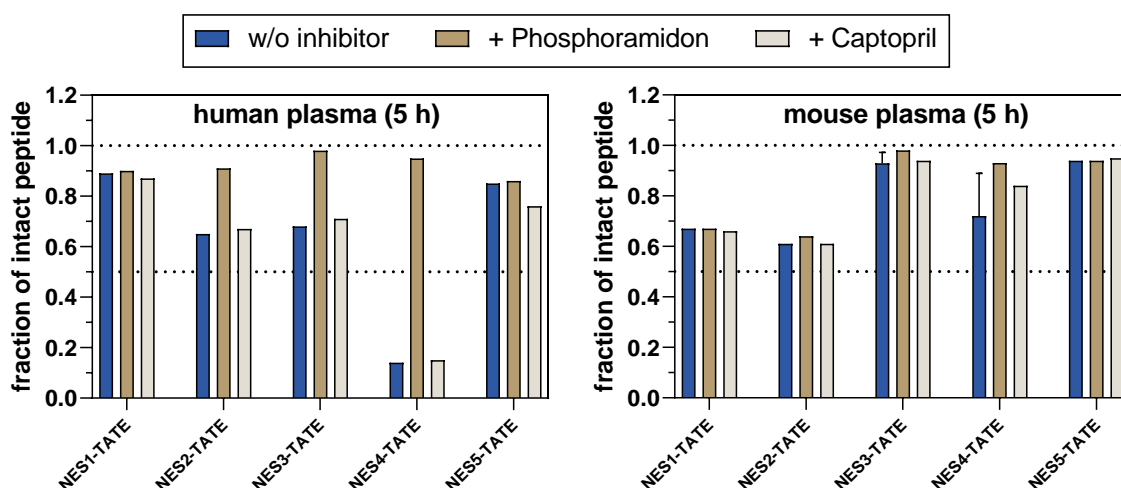 w/o inhibitor + Phosphoramidon + Captopril
human plasma (5 h)
fraction of intact peptide
1.2
1.0
0.8
0.6
0.4
0.2
0.0
NES1-TATE
NES2-TATE
NES3-TATE
NES4-TATE
NES5-TATE
mouse plasma (5 h)
fraction of intact peptide
1.2
1.0
0.8
0.6
0.4
0.2
0.0
NES1-TATE
NES2-TATE
NES3-TATE
NES4-TATE
NES5-TATE